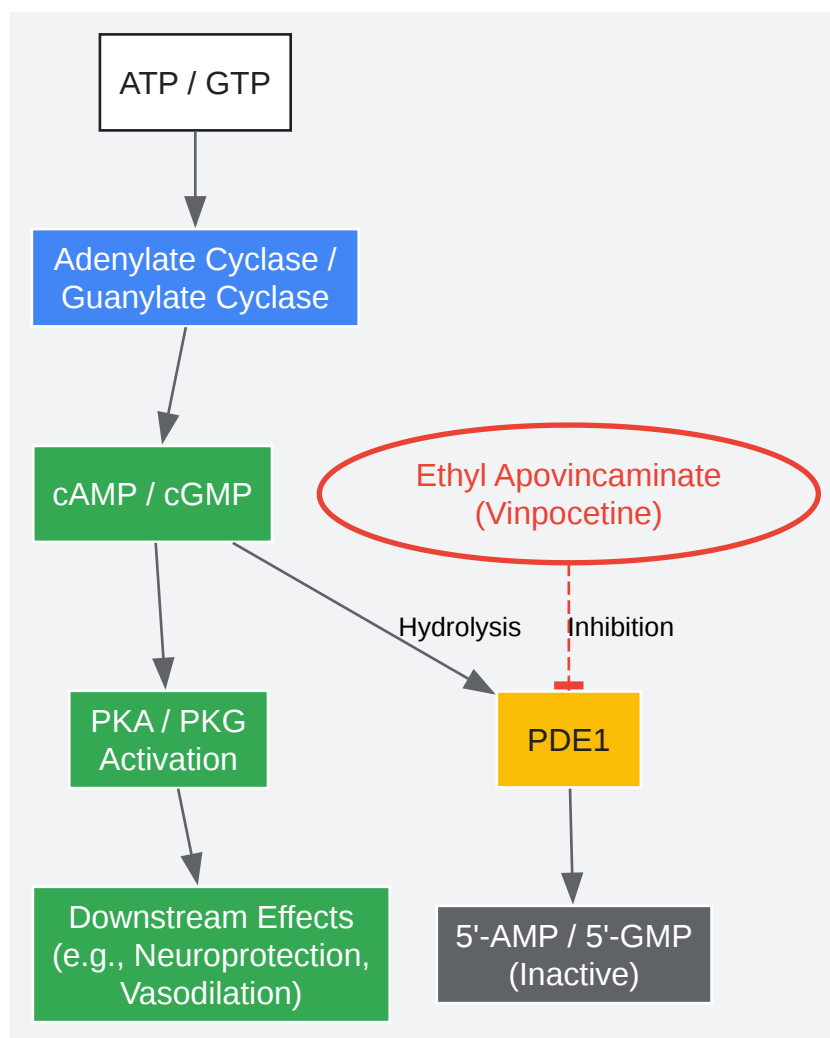 ATP / GTP
Adenylate Cyclase /
Guanylate Cyclase
cAMP / cGMP
Ethyl Apovincaminate
(Vinpocetine)
Hydrolysis
Inhibition
PKA / PKG
Activation
PDE1
Downstream Effects
(e.g., Neuroprotection,
Vasodilation)
5'-AMP / 5'-GMP
(Inactive)